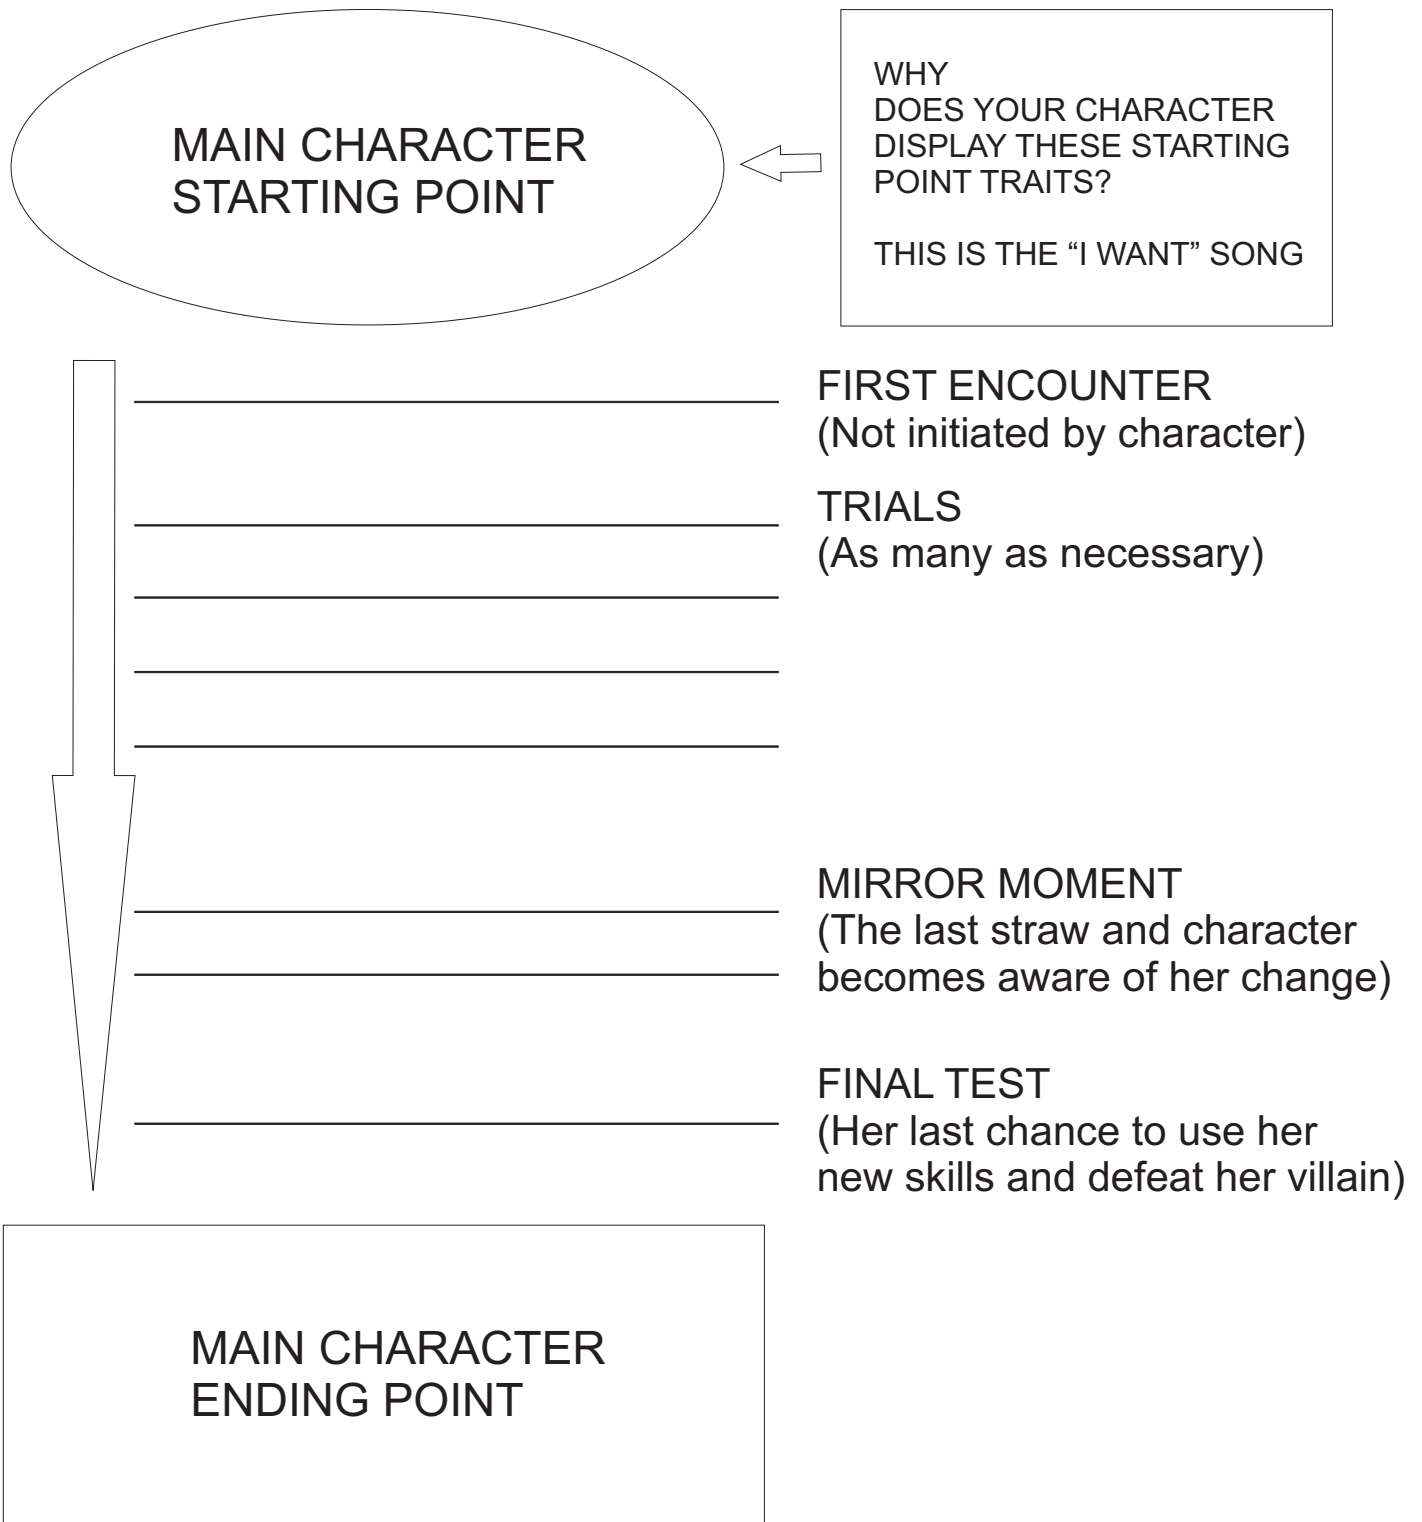 MAIN CHARACTER
STARTING POINT
WHY
DOES YOUR CHARACTER
DISPLAY THESE STARTING
POINT TRAITS?
THIS IS THE “I WANT” SONG
FIRST ENCOUNTER
(Not initiated by character)
TRIALS
(As many as necessary)
MIRROR MOMENT
(The last straw and character
becomes aware of her change)
FINAL TEST
(Her last chance to use her
new skills and defeat her villain)
MAIN CHARACTER
ENDING POINT